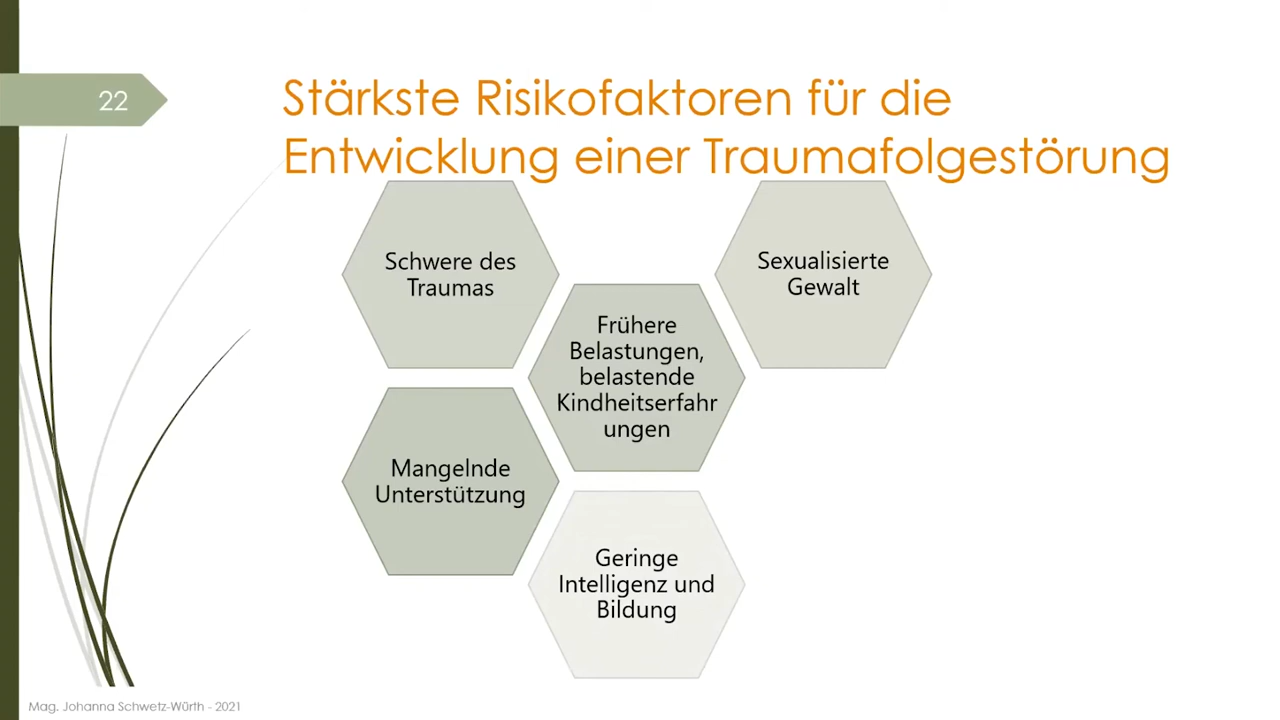 22
Stärkste Risikofaktoren für die
Entwicklung einer Traumafolgestörung
Schwere des
Traumas
Sexualisierte
Gewalt
Frühere
Belastungen,
belastende
Kindheitserfahr
ungen
Mangelnde
Unterstützung
Geringe
Intelligenz und
Bildung
Mag. Johanna Schwetz-Würth - 2021